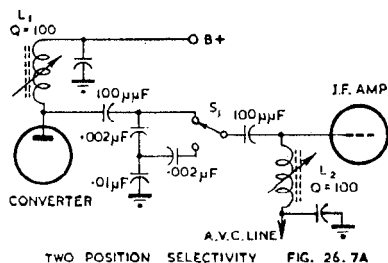 L₁
Q=100
B+
100μμF
S₁
100μμF
I.F. AMP
.002μF
.002μF
.01μF
L₂
Q=100
CONVERTER
A.V.C. LINE
TWO POSITION SELECTIVITY FIG. 26.7A